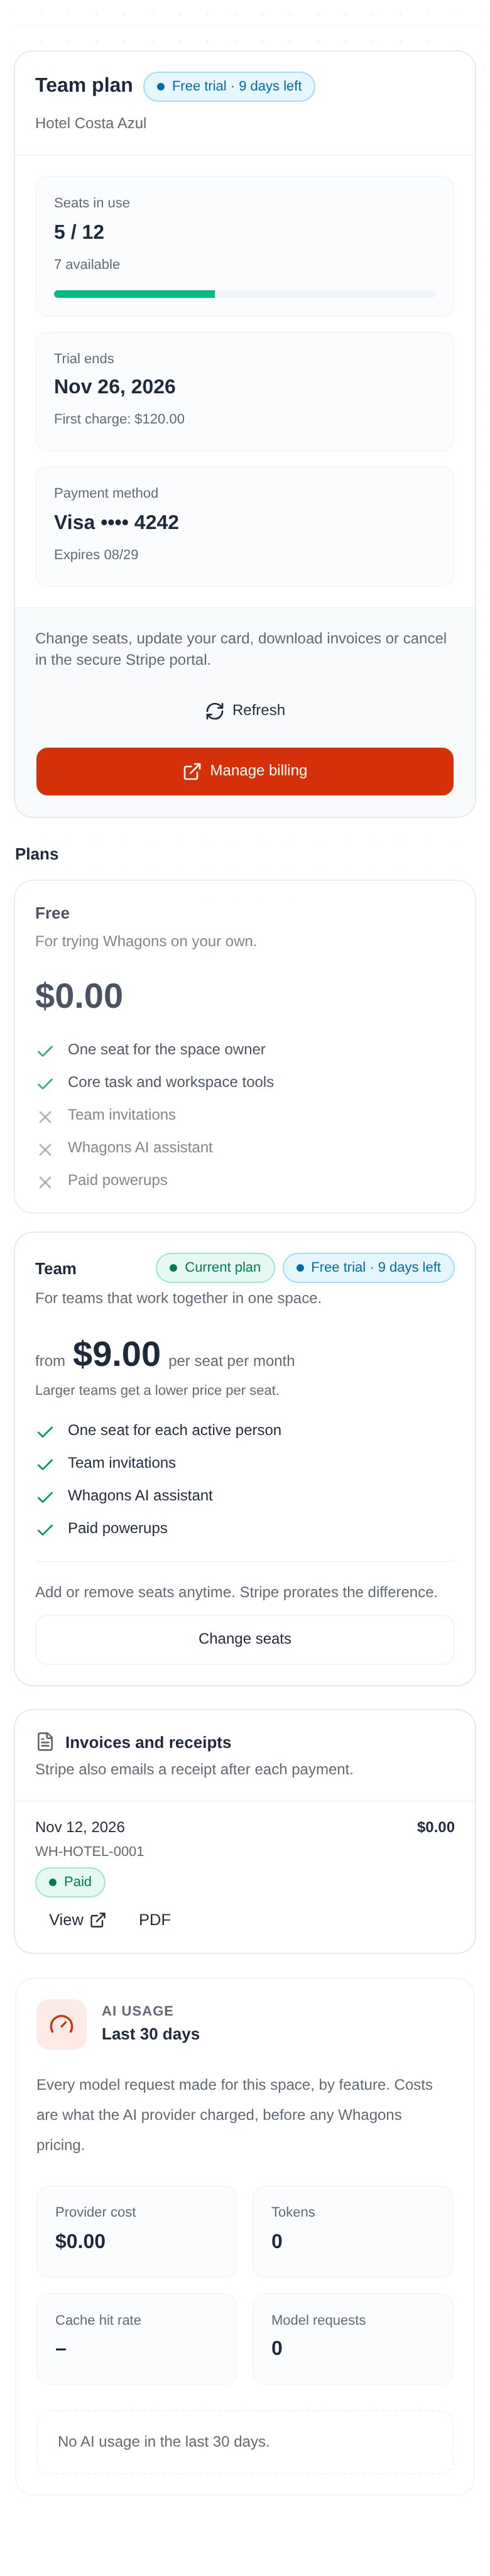 Team plan
Free trial · 9 days left
Hotel Costa Azul
Seats in use
5 / 12
7 available
Trial ends
Nov 26, 2026
First charge: $120.00
Payment method
Visa •••• 4242
Expires 08/29
Change seats, update your card, download invoices or cancel
in the secure Stripe portal.
Refresh
Manage billing
Plans
Free
For trying Whagons on your own.
$0.00
One seat for the space owner
Core task and workspace tools
Team invitations
Whagons AI assistant
Paid powerups
Team
Current plan
Free trial · 9 days left
For teams that work together in one space.
from $9.00 per seat per month
Larger teams get a lower price per seat.
One seat for each active person
Team invitations
Whagons AI assistant
Paid powerups
Add or remove seats anytime. Stripe prorates the difference.
Change seats
Invoices and receipts
Stripe also emails a receipt after each payment.
Nov 12, 2026 $0.00
WH-HOTEL-0001
Paid
View PDF
AI USAGE
Last 30 days
Every model request made for this space, by feature. Costs
are what the AI provider charged, before any Whagons
pricing.
Provider cost
$0.00
Tokens
0
Cache hit rate
–
Model requests
0
No AI usage in the last 30 days.